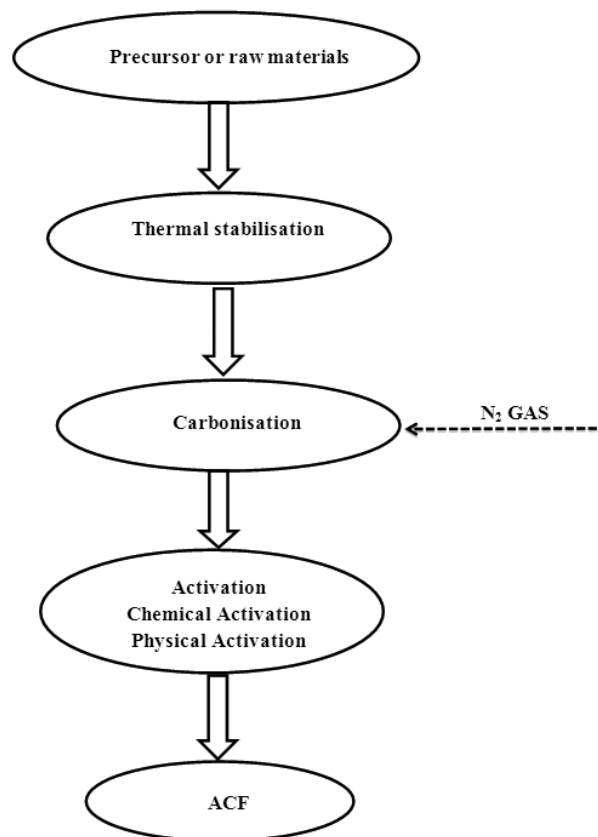 Precursor or raw materials
Thermal stabilisation
Carbonisation
N₂ GAS
Activation
Chemical Activation
Physical Activation
ACF